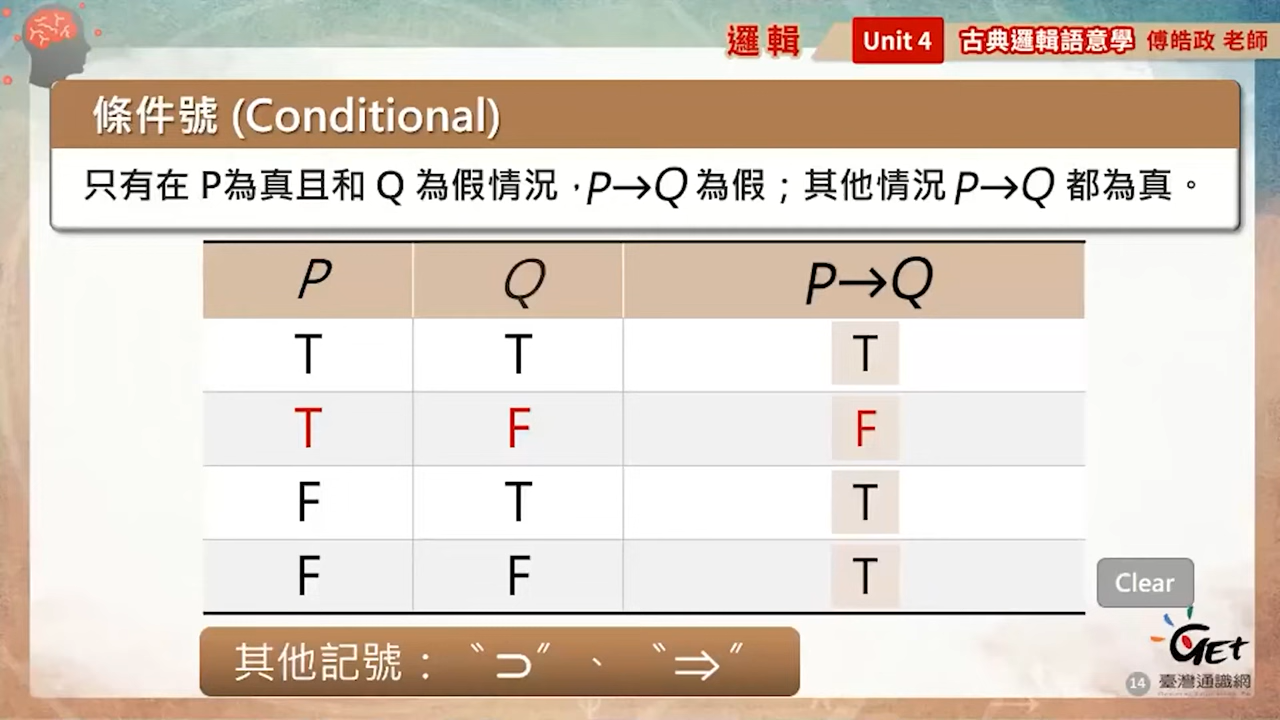 邏輯 Unit 4 古典邏輯語意學 傅皓政 老師
條件號 (Conditional)
只有在 P為真且和 Q 為假情況，P→Q 為假；其他情況 P→Q 都為真。
P Q P→Q
T T T
T F F
F T T
F F T
Clear
其他記號： 〝⊃〞、〝⇒〞
GET
14 臺灣通識網